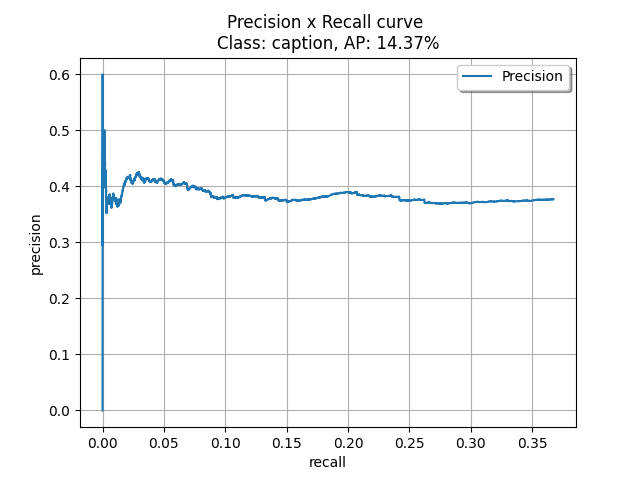 Precision x Recall curve
Class: caption, AP: 14.37%
Precision
0.6
0.5
0.4
0.3
0.2
0.1
0.0
precision
0.00 0.05 0.10 0.15 0.20 0.25 0.30 0.35
recall